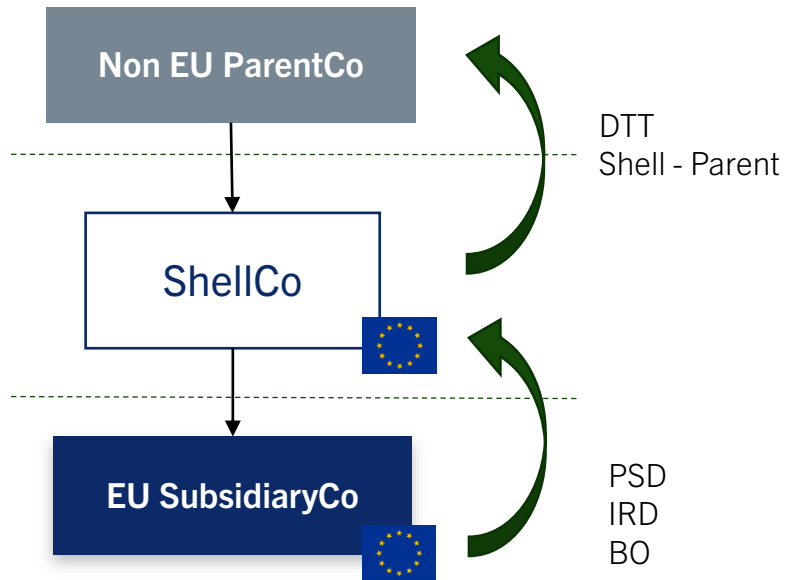 Non EU ParentCo
DTT
Shell - Parent
ShellCo
EU SubsidiaryCo
PSD
IRD
BO